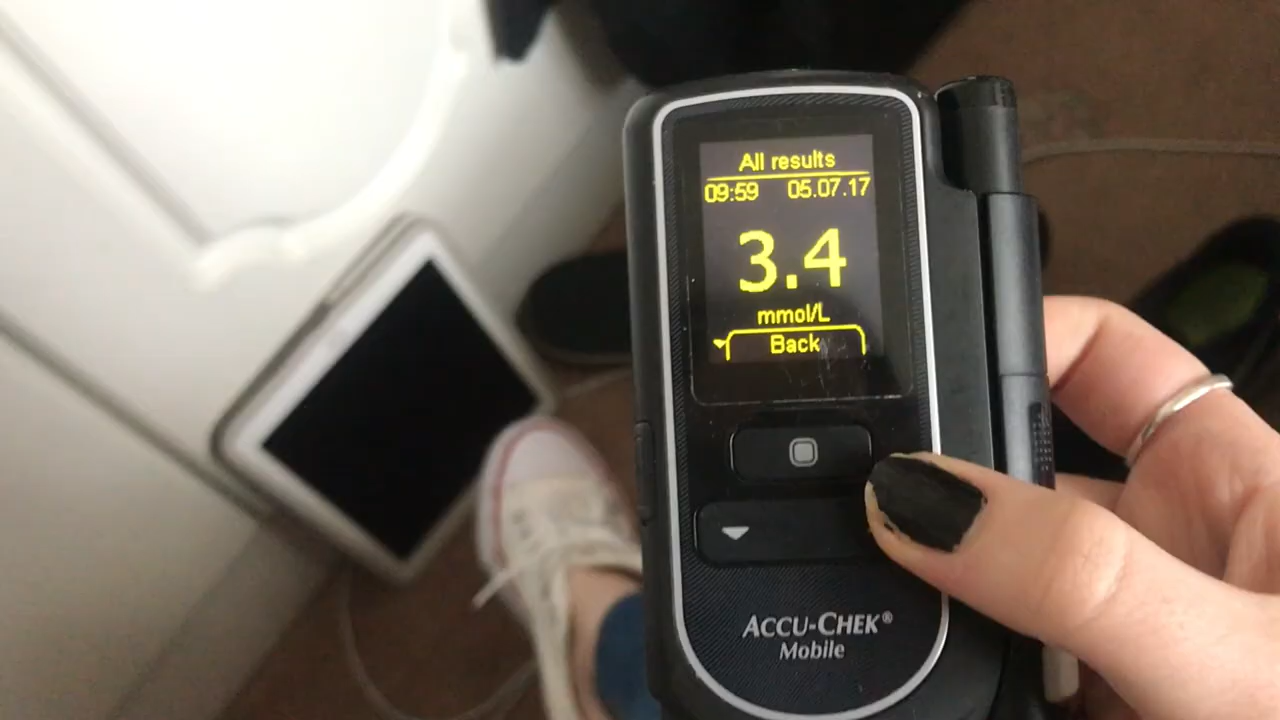 All results
09:59 05.07.17
3.4
mmol/L
Back
ACCU-CHEK®
Mobile